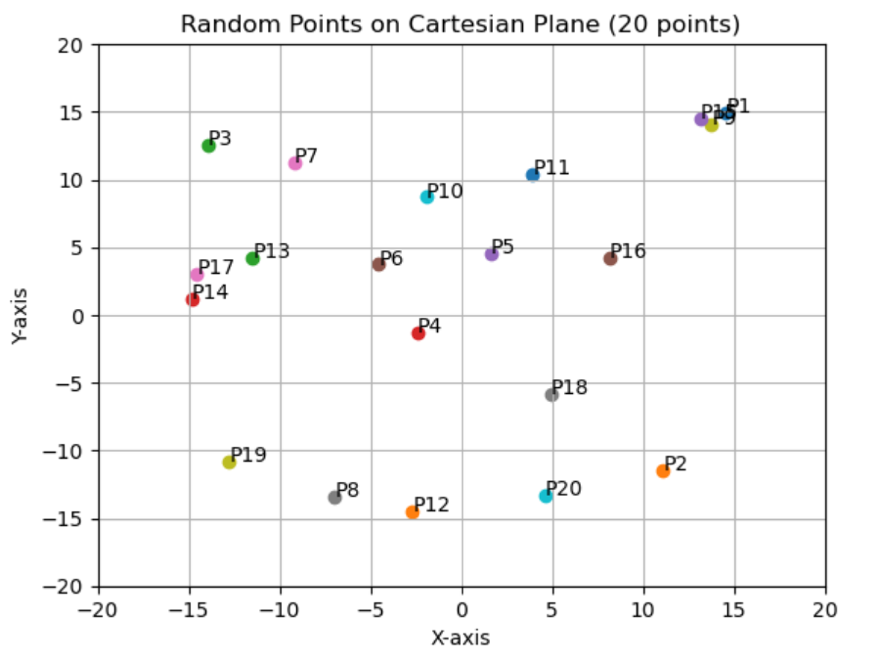 Random Points on Cartesian Plane (20 points)
20
15
10
5
0
−5
−10
−15
−20
Y-axis
P1
P15
P9
P3
P7
P11
P10
P5
P16
P13
P6
P17
P14
P4
P18
P19
P2
P8
P20
P12
−20 −15 −10 −5 0 5 10 15 20
X-axis